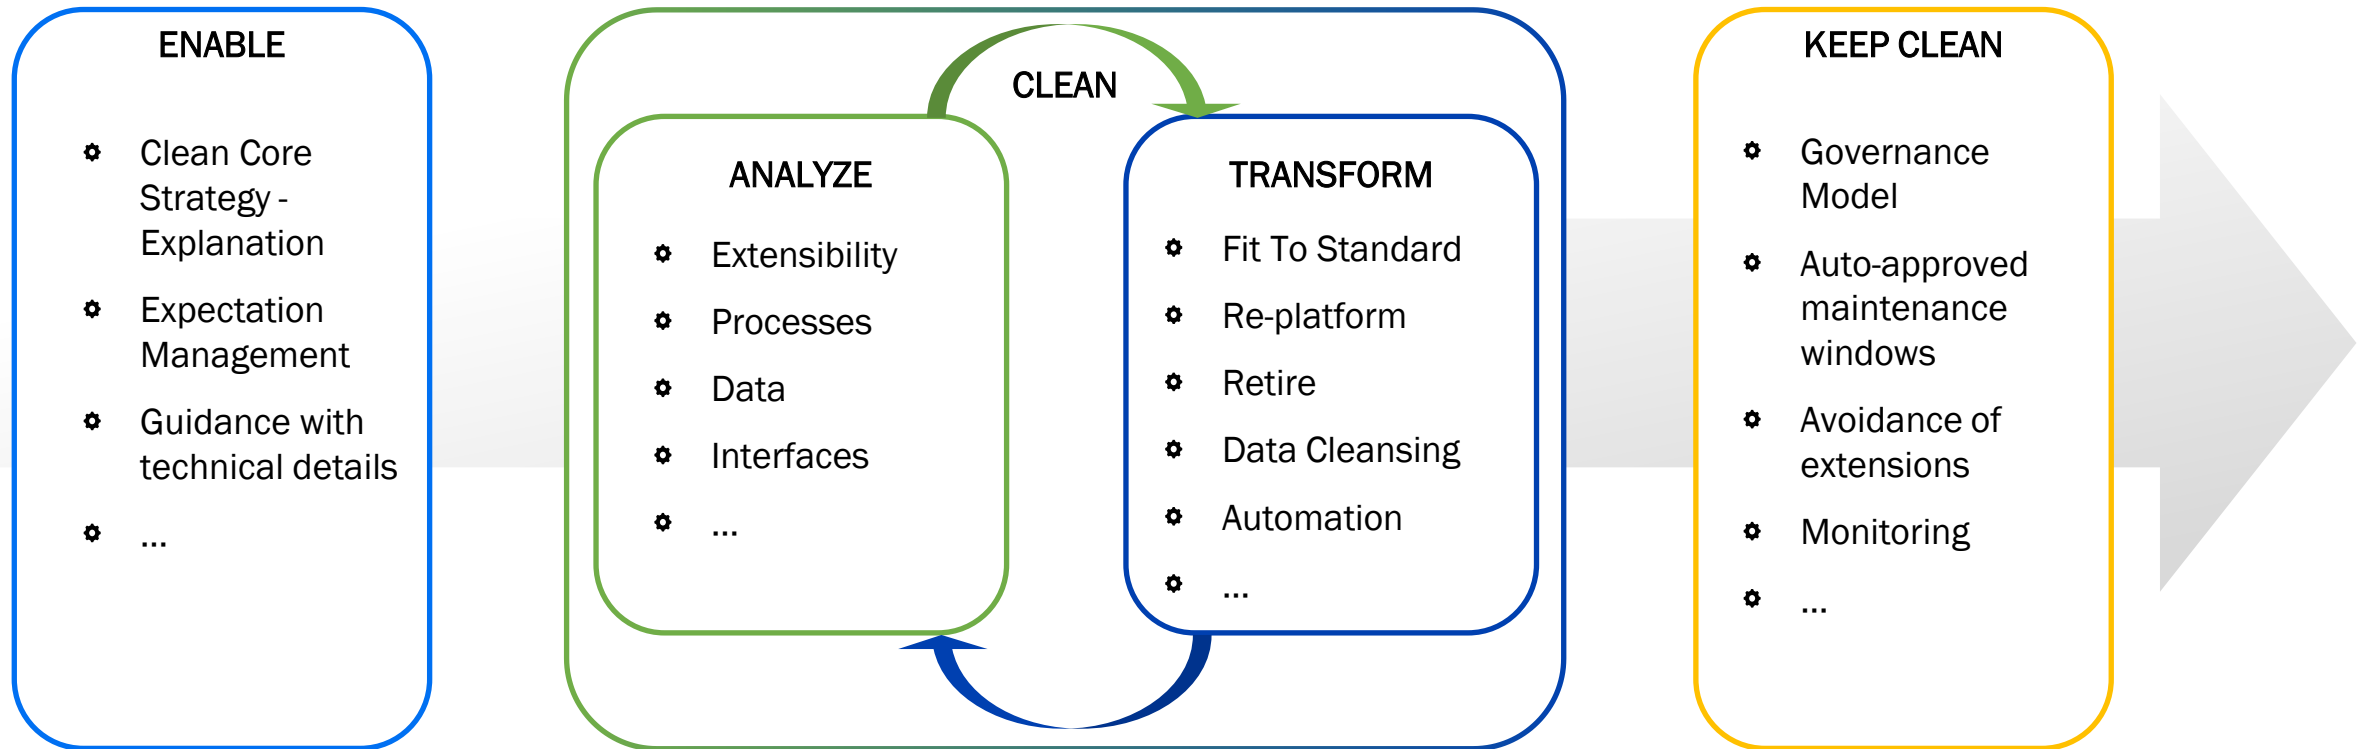 ENABLE
Clean Core
Strategy -
Explanation
Expectation
Management
Guidance with
technical details
...
CLEAN
ANALYZE
Extensibility
Processes
Data
Interfaces
...
TRANSFORM
Fit To Standard
Re-platform
Retire
Data Cleansing
Automation
...
KEEP CLEAN
Governance
Model
Auto-approved
maintenance
windows
Avoidance of
extensions
Monitoring
...